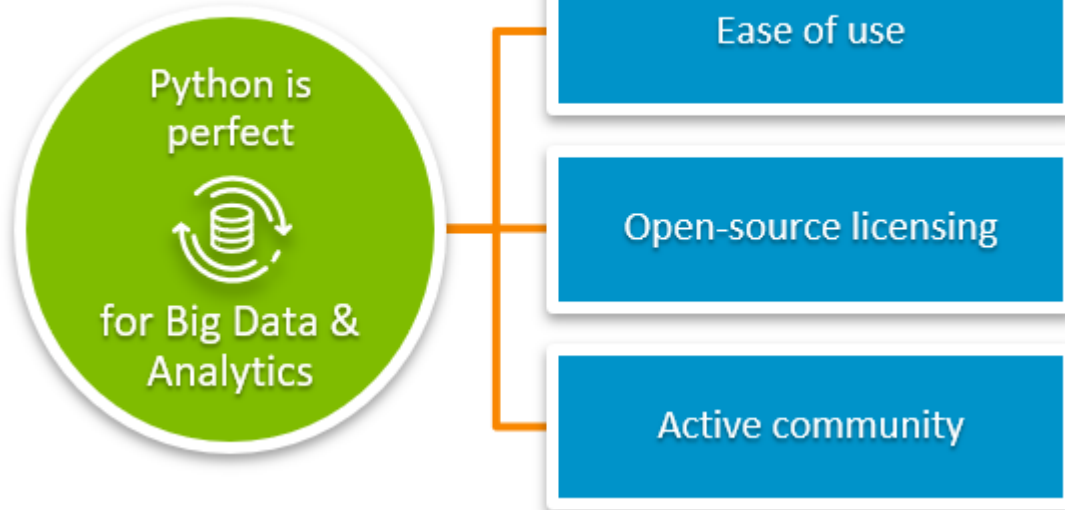 Python is
perfect
for Big Data &
Analytics
Ease of use
Open-source licensing
Active community